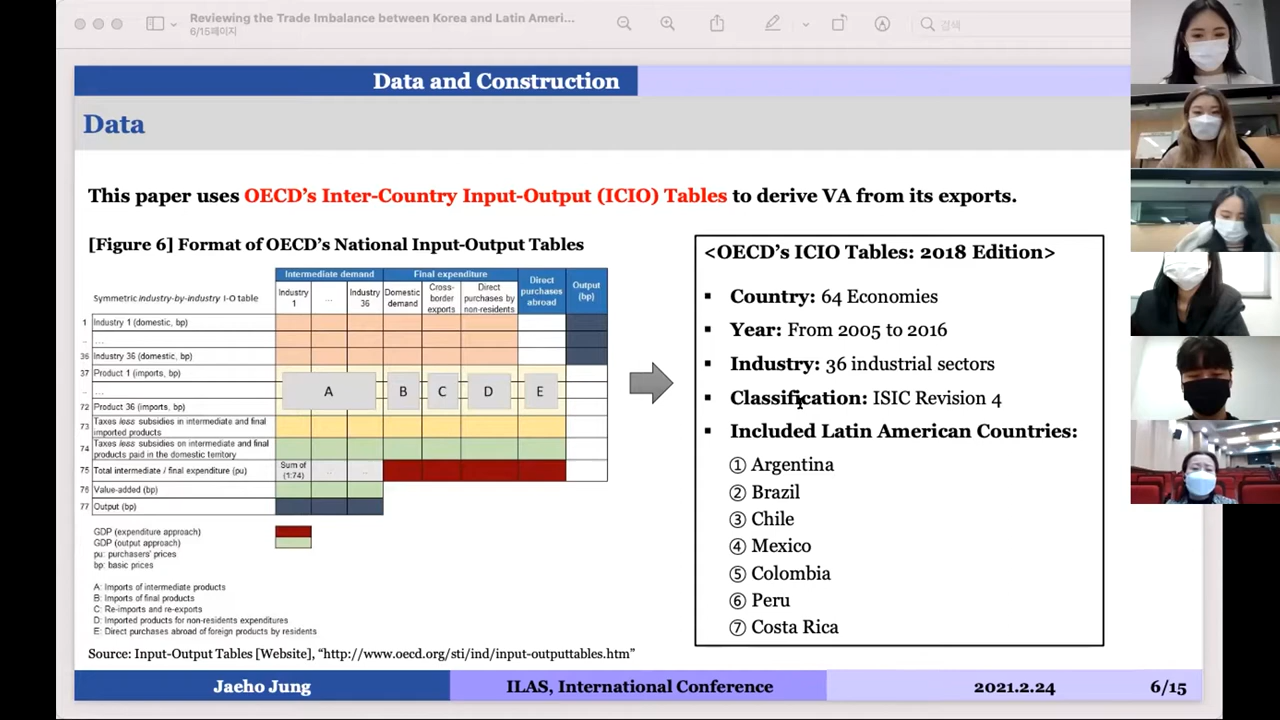 Reviewing the Trade Imbalance between Korea and Latin Ameri...
6/15페이지
검색
Data and Construction
Data
This paper uses OECD's Inter-Country Input-Output (ICIO) Tables to derive VA from its exports.
[Figure 6] Format of OECD's National Input-Output Tables
Symmetric industry-by-industry I-O table
Intermediate demand
Final expenditure
Industry 1
...
Industry 36
Domestic demand
Cross-border exports
Direct purchases by non-residents
Direct purchases abroad
Output (bp)
1 Industry 1 (domestic, bp)
.. ....
36 Industry 36 (domestic, bp)
37 Product 1 (imports, bp)
.. ....
72 Product 36 (imports, bp)
A B C D E
73 Taxes less subsidies in intermediate and final imported products
74 Taxes less subsidies on intermediate and final products paid in the domestic territory
75 Total intermediate / final expenditure (pu) Sum of (1:74) .. ..
76 Value-added (bp)
77 Output (bp)
GDP (expenditure approach)
GDP (output approach)
pu: purchasers' prices
bp: basic prices
A: Imports of intermediate products
B: Imports of final products
C: Re-imports and re-exports
D: Imported products for non-residents expenditures
E: Direct purchases abroad of foreign products by residents
Source: Input-Output Tables [Website], "http://www.oecd.org/sti/ind/input-outputtables.htm"
<OECD's ICIO Tables: 2018 Edition>
▪ Country: 64 Economies
▪ Year: From 2005 to 2016
▪ Industry: 36 industrial sectors
▪ Classification: ISIC Revision 4
▪ Included Latin American Countries:
① Argentina
② Brazil
③ Chile
④ Mexico
⑤ Colombia
⑥ Peru
⑦ Costa Rica
Jaeho Jung
ILAS, International Conference
2021.2.24
6/15